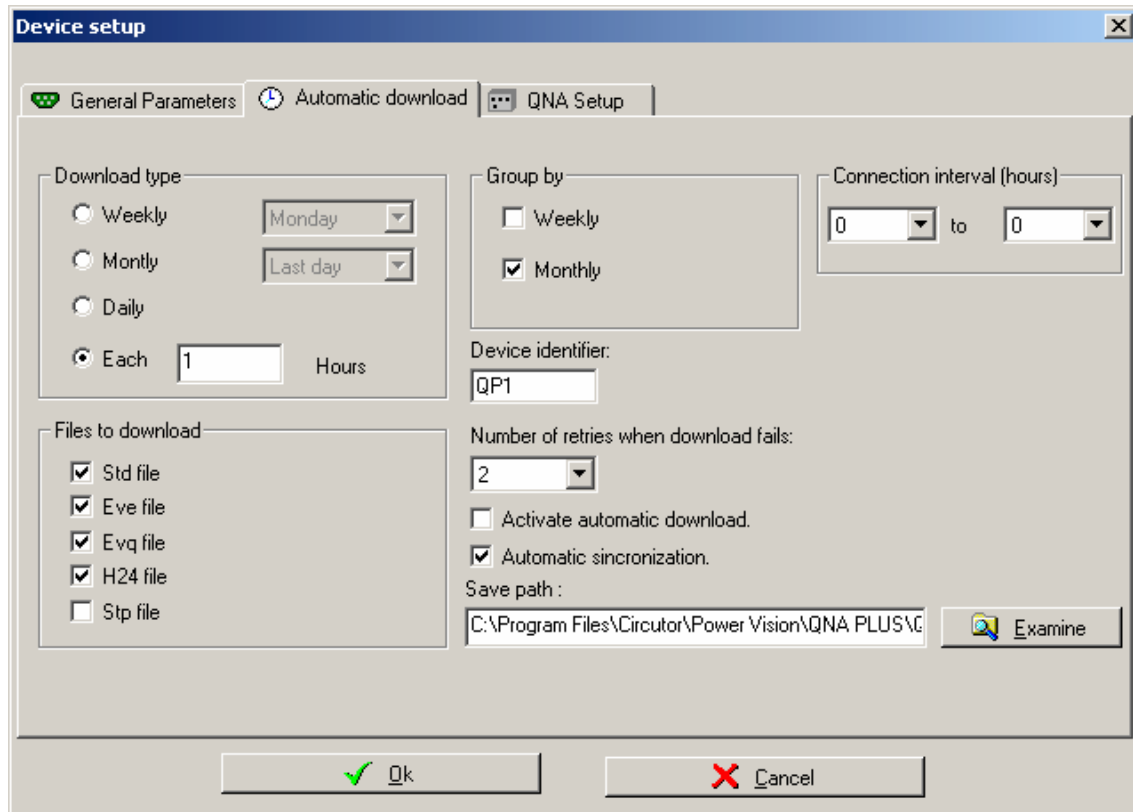 Device setup
General Parameters
Automatic download
QNA Setup
Download type
Weekly
Monday
Montly
Last day
Daily
Each
1
Hours
Group by
Weekly
Monthly
Connection interval (hours)
0
to
0
Device identifier:
QP1
Files to download
Std file
Eve file
Evq file
H24 file
Stp file
Number of retries when download fails:
2
Activate automatic download.
Automatic sincronization.
Save path :
C:\Program Files\Circutor\Power Vision\QNA PLUS\
Examine
Ok
Cancel